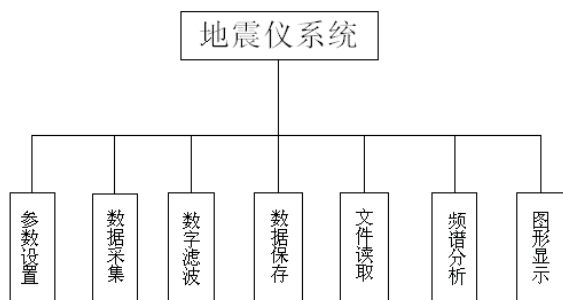 地震仪系统
参数设置
数据采集
数字滤波
数据保存
文件读取
频谱分析
图形显示